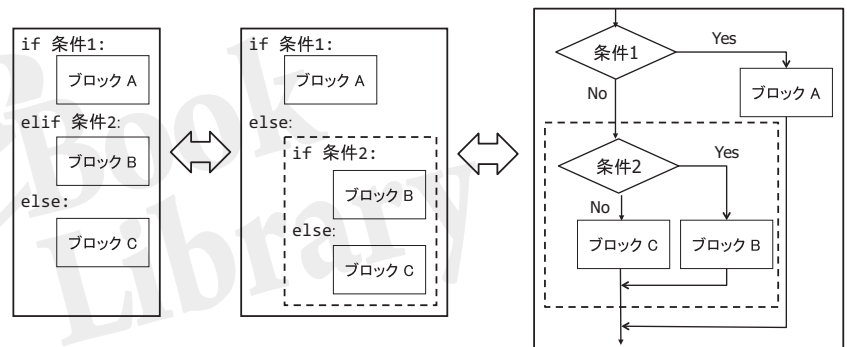 if 条件1:
ブロック A
elif 条件2:
ブロック B
else:
ブロック C
if 条件1:
ブロック A
else:
if 条件2:
ブロック B
else:
ブロック C
条件1
Yes
No
ブロック A
条件2
Yes
No
ブロック C
ブロック B
Book
Library